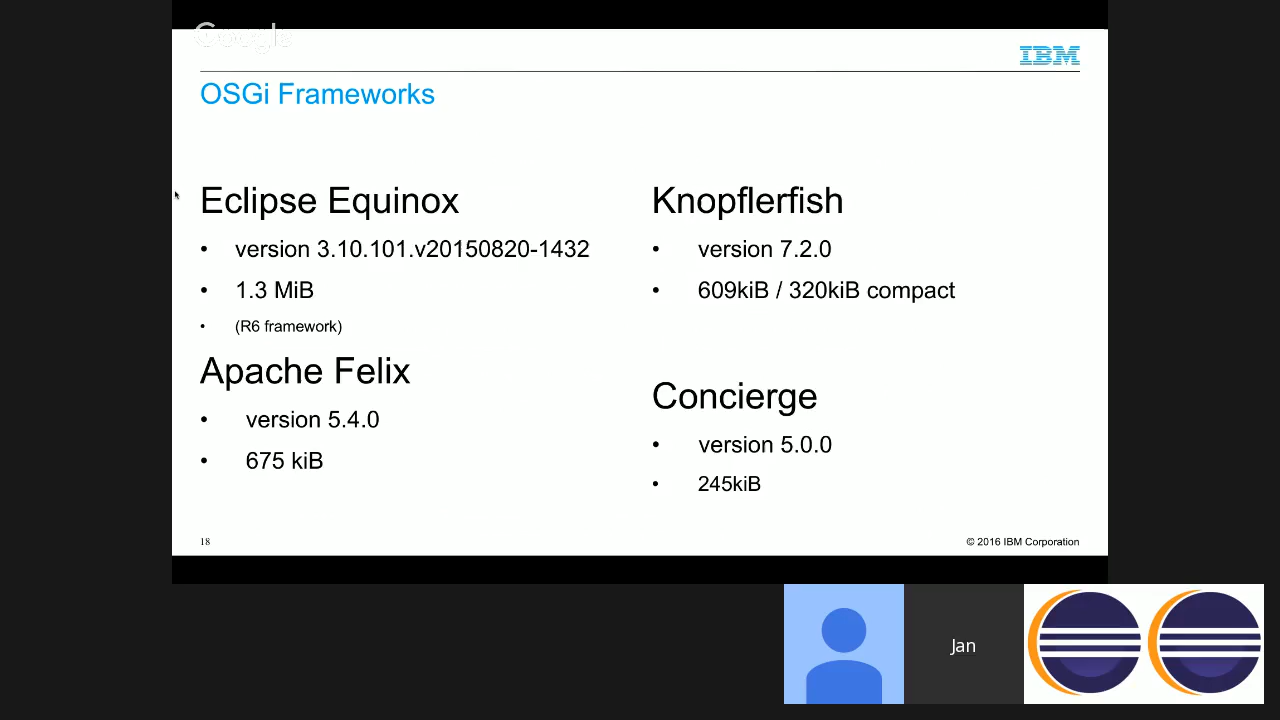 Google
IBM
OSGi Frameworks
Eclipse Equinox
• version 3.10.101.v20150820-1432
• 1.3 MiB
• (R6 framework)
Apache Felix
• version 5.4.0
• 675 kiB
Knopflerfish
• version 7.2.0
• 609kiB / 320kiB compact
Concierge
• version 5.0.0
• 245kiB
18
© 2016 IBM Corporation
Jan